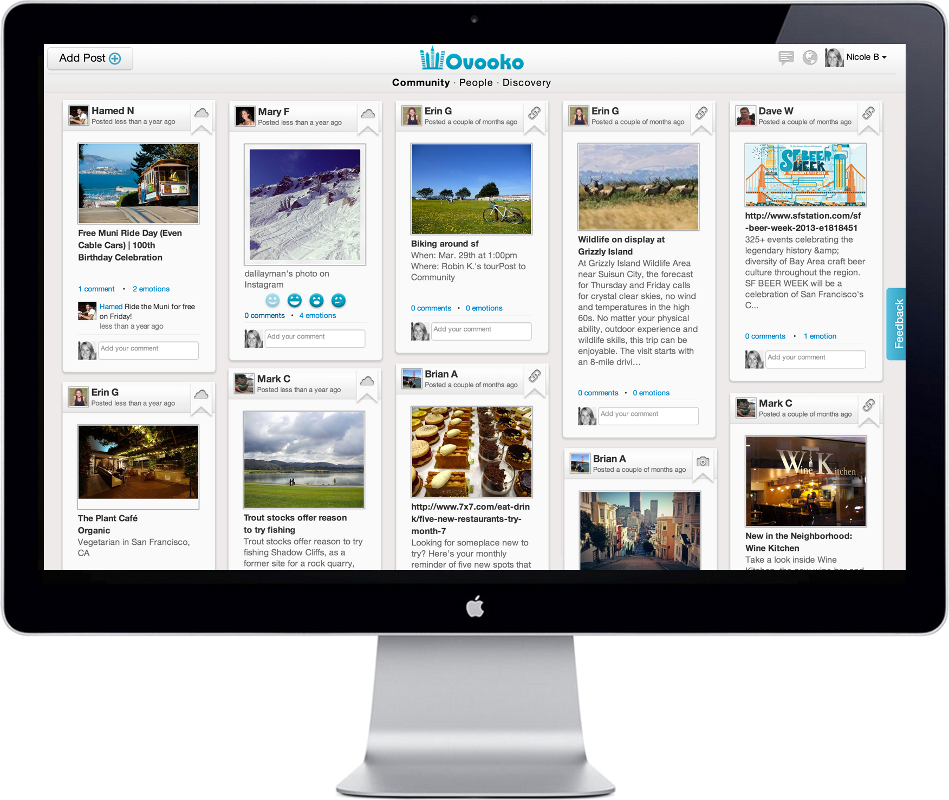 Add Post
Ovooko
Nicole B
Community · People · Discovery
Hamed N
Posted less than a year ago
Free Muni Ride Day (Even
Cable Cars) | 100th
Birthday Celebration
1 comment • 2 emotions
Hamed Ride the Muni for free
on Friday!
less than a year ago
Add your comment
Erin G
Posted less than a year ago
The Plant Café
Organic
Vegetarian in San Francisco,
CA
Mary F
Posted less than a year ago
dalilayman's photo on
Instagram
0 comments • 4 emotions
Add your comment
Mark C
Posted less than a year ago
Trout stocks offer reason
to try fishing
Trout stocks offer reason to try
fishing Shadow Cliffs, as a
former site for a rock quarry,
Erin G
Posted a couple of months ago
Biking around sf
When: Mar. 29th at 1:00pm
Where: Robin K.'s tourPost to
Community
0 comments • 0 emotions
Add your comment
Brian A
Posted a couple of months ago
http://www.7x7.com/eat-drin
k/five-new-restaurants-try-
month-7
Looking for someplace new to
try? Here's your monthly
reminder of five new spots that
Erin G
Posted a couple of months ago
Wildlife on display at
Grizzly Island
At Grizzly Island Wildlife Area
near Suisun City, the forecast
for Thursday and Friday calls
for crystal clear skies, no wind
and temperatures in the high
60s. No matter your physical
ability, outdoor experience and
wildlife skills, this trip can be
enjoyable. The visit starts with
an 8-mile drivi...
0 comments • 0 emotions
Add your comment
Brian A
Posted a couple of months ago
Dave W
Posted a couple of months ago
SF BEER
WEEK
http://www.sfstation.com/sf
-beer-week-2013-e1818451
325+ events celebrating the
legendary history &amp;
diversity of Bay Area craft beer
culture throughout the region.
SF BEER WEEK will be a
celebration of San Francisco's
C...
0 comments • 1 emotion
Add your comment
Mark C
Posted a couple of months ago
Wine Kitchen
New in the Neighborhood:
Wine Kitchen
Take a look inside Wine
Kitchen, the new wine bar and
Feedback